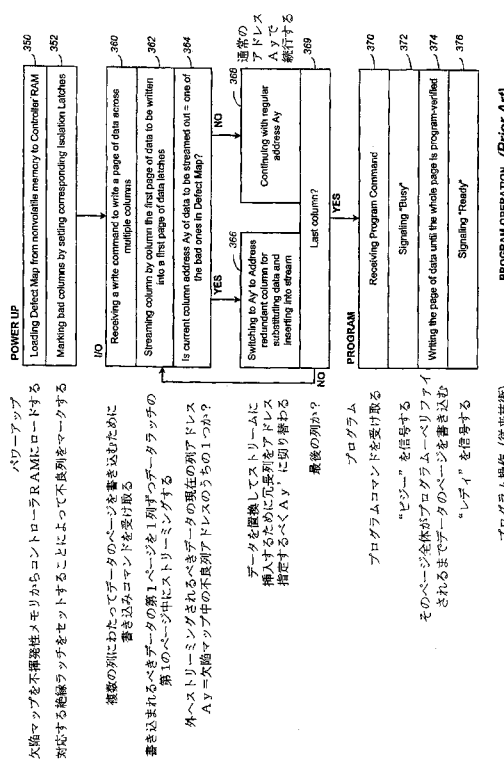 POWER UP
パワーアップ
Loading Defect Map from nonvolatile memory to Controller RAM
350
欠陥マップを不揮発性メモリからコントローラRAMにロードする
Marking bad columns by setting corresponding Isolation Latches
352
対応する絶縁ラッチをセットすることによって不良列をマークする
I/O
Receiving a write command to write a page of data across
multiple columns
360
複数の列にわたってデータのページを書き込むために
書き込みコマンドを受け取る
Streaming column by column the first page of data to be written
into a first page of data latches
362
書き込まれるべきデータの第1ページを1列ずつデータラッチの
第1のページ中にストリーミングする
Is current column address Ay of data to be streamed out = one of
the bad ones in Defect Map?
364
外へストリーミングされるべきデータの現在の列アドレス
Ay=欠陥マップ中の不良列アドレスのうちの1つか?
YES
NO
Switching to Ay' to Address
redundant column for
substituting data and
inserting into stream
366
データを置換してストリームに
挿入するために冗長列をアドレス
指定するべくAy'に切り替わる
Continuing with regular
address Ay
368
通常の
アドレス
Ayで
続行する
Last column?
369
最後の列か?
NO
YES
PROGRAM
プログラム
Receiving Program Command
370
プログラムコマンドを受け取る
Signaling "Busy"
372
“ビジー”を信号する
Writing the page of data until the whole page is program-verified
374
そのページ全体がプログラムーベリファイ
されるまでデータのページを書き込む
Signaling "Ready"
376
“レディ”を信号する
PROGRAM OPERATION (Prior Art)
プログラム操作(従来技術)